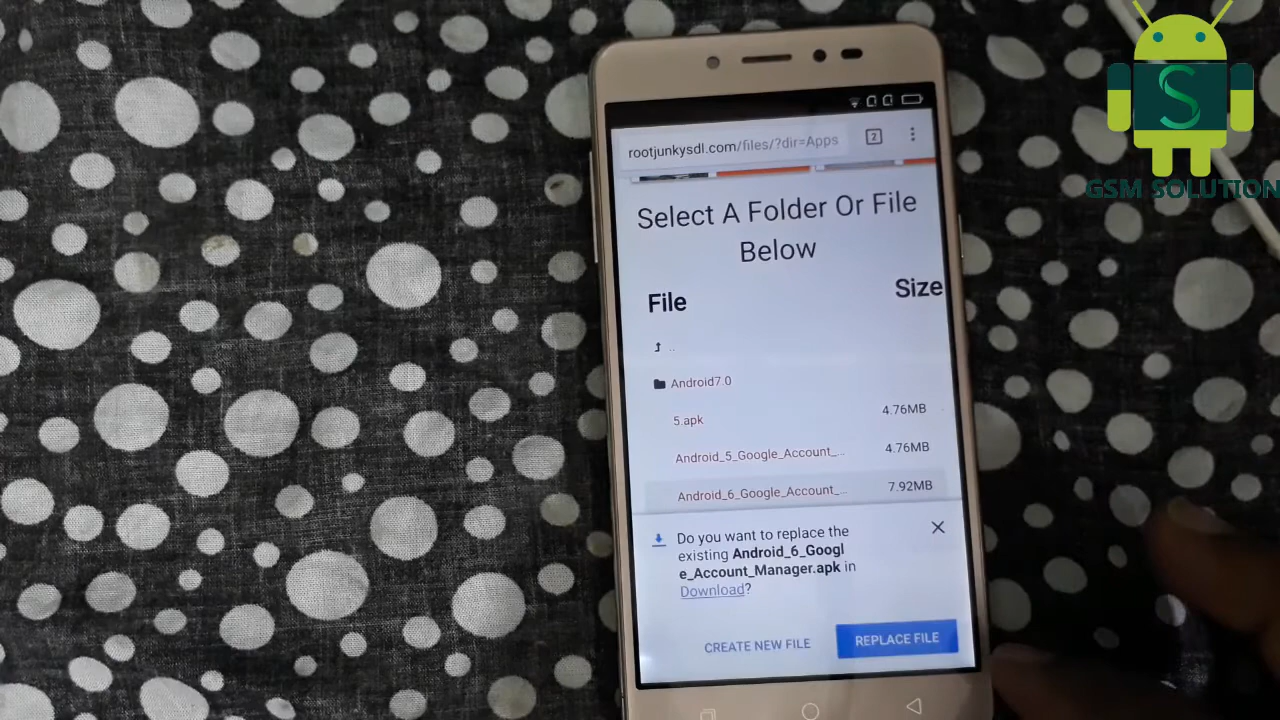 rootjunkysdl.com/files/?dir=Apps
2
Select A Folder Or File
Below
File Size
..
Android7.0
5.apk 4.76MB
Android_5_Google_Account_... 4.76MB
Android_6_Google_Account_... 7.92MB
Do you want to replace the
existing Android_6_Googl
e_Account_Manager.apk in
Download?
CREATE NEW FILE REPLACE FILE
S
GSM SOLUTION